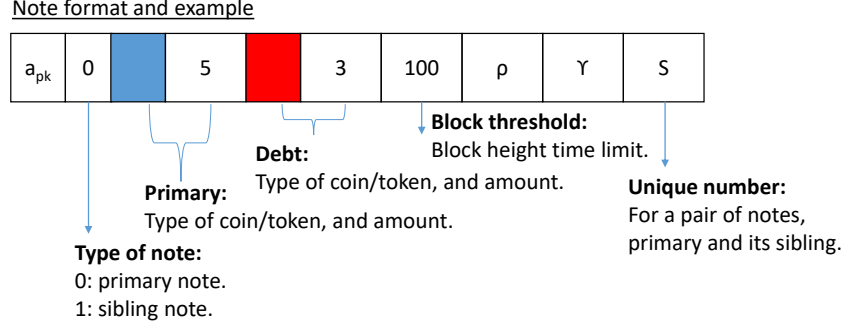 Note format and example
a_pk 0 5 3 100 ρ ϒ S
Block threshold:
Block height time limit.
Debt:
Type of coin/token, and amount.
Primary:
Type of coin/token, and amount.
Unique number:
For a pair of notes,
primary and its sibling.
Type of note:
0: primary note.
1: sibling note.